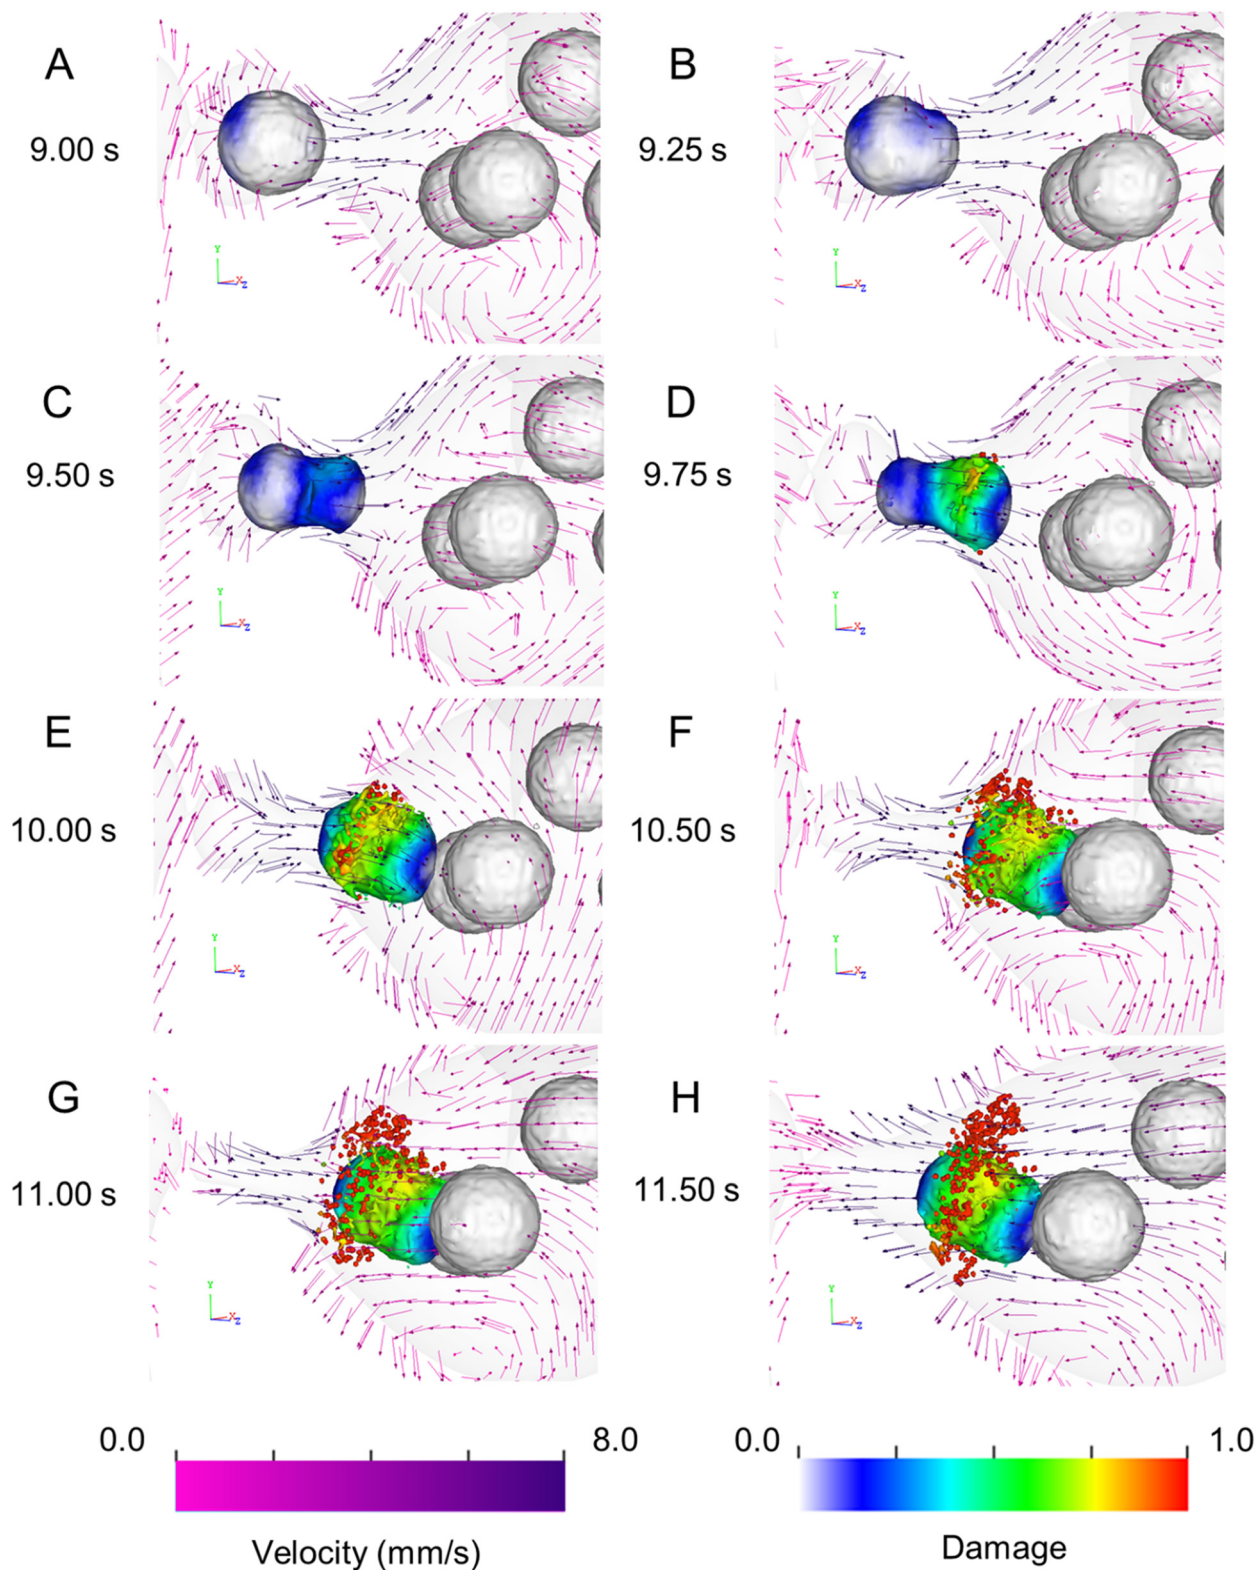 A
B
9.00 s
9.25 s
Y
X
Z
Y
X
Z
C
D
9.50 s
9.75 s
Y
X
Z
Y
X
Z
E
F
10.00 s
10.50 s
Y
X
Z
Y
X
Z
G
H
11.00 s
11.50 s
Y
X
Z
Y
X
Z
0.0 8.0
0.0 1.0
Velocity (mm/s)
Damage